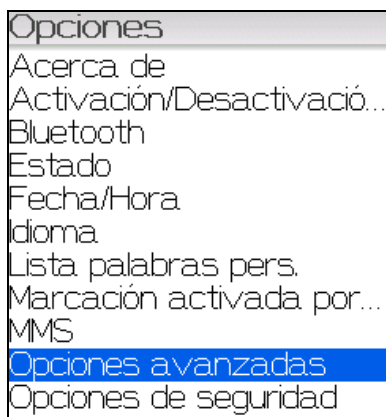 Opciones
Acerca de
Activación/Desactivació...
Bluetooth
Estado
Fecha/Hora
Idioma
Lista palabras pers.
Marcación activada por...
MMS
Opciones avanzadas
Opciones de seguridad